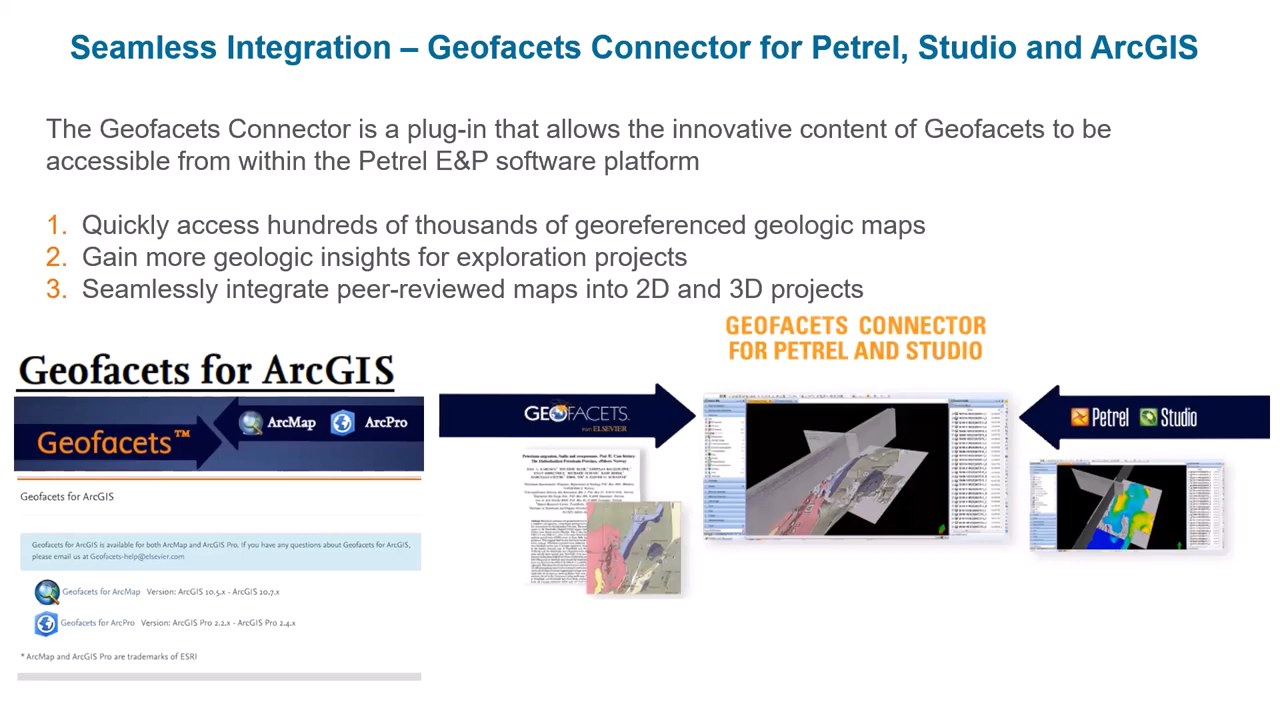 Seamless Integration – Geofacets Connector for Petrel, Studio and ArcGIS
The Geofacets Connector is a plug-in that allows the innovative content of Geofacets to be
accessible from within the Petrel E&P software platform
1. Quickly access hundreds of thousands of georeferenced geologic maps
2. Gain more geologic insights for exploration projects
3. Seamlessly integrate peer-reviewed maps into 2D and 3D projects
GEOFACETS CONNECTOR
FOR PETREL AND STUDIO
Geofacets for ArcGIS
Geofacets™
ArcMap
ArcPro
Geofacets for ArcGIS
Geofacets for ArcGIS is available for both ArcMap and ArcGIS Pro. If you have any questions about Geofacets for ArcGIS,
please email us at Geofacets-help@elsevier.com
Geofacets for ArcMap Version: ArcGIS 10.5.x - ArcGIS 10.7.x
Geofacets for ArcPro Version: ArcGIS Pro 2.2.x - ArcGIS Pro 2.4.x
* ArcMap and ArcGIS Pro are trademarks of ESRI
GEOFACETS
from ELSEVIER
Petrel Studio